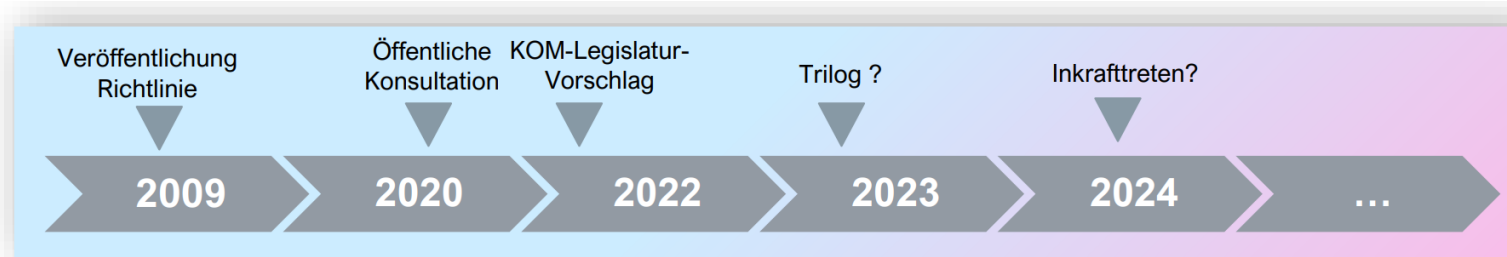 Veröffentlichung
Richtlinie
Öffentliche
Konsultation
KOM-Legislatur-
Vorschlag
Trilog ?
Inkrafttreten?
2009
2020
2022
2023
2024
...